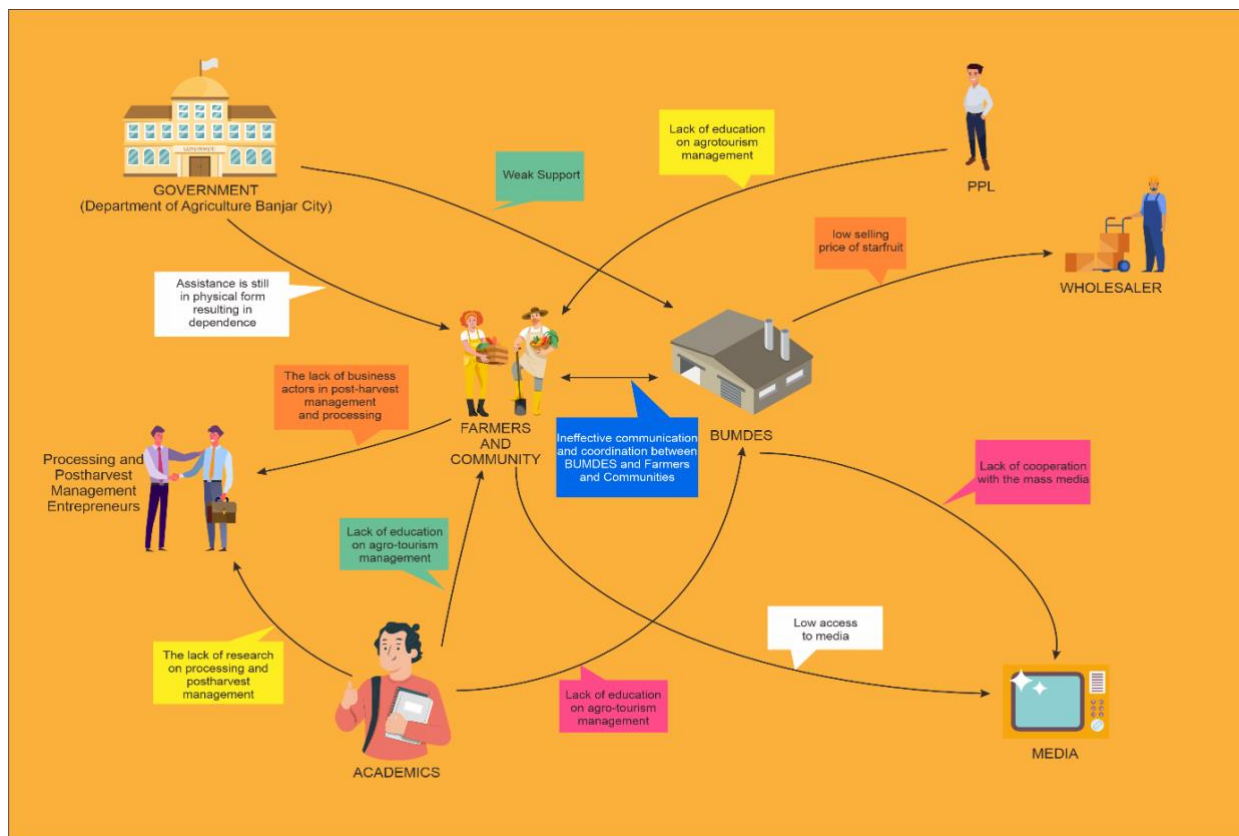 GOVERNMENT
GOVERNMENT
(Department of Agriculture Banjar City)
Weak Support
Lack of education
on agrotourism
management
PPL
low selling
price of starfruit
WHOLESALER
Assistance is still
in physical form
resulting in
dependence
The lack of business
actors in post-harvest
management
and processing
FARMERS
AND
COMMUNITY
Ineffective communication
and coordination between
BUMDES and Farmers
and Communities
BUMDES
Processing and
Postharvest
Management
Entrepreneurs
Lack of cooperation
with the mass media
Lack of education
on agro-tourism
management
Low access
to media
The lack of research
on processing and
postharvest
management
Lack of education
on agro-tourism
management
ACADEMICS
MEDIA